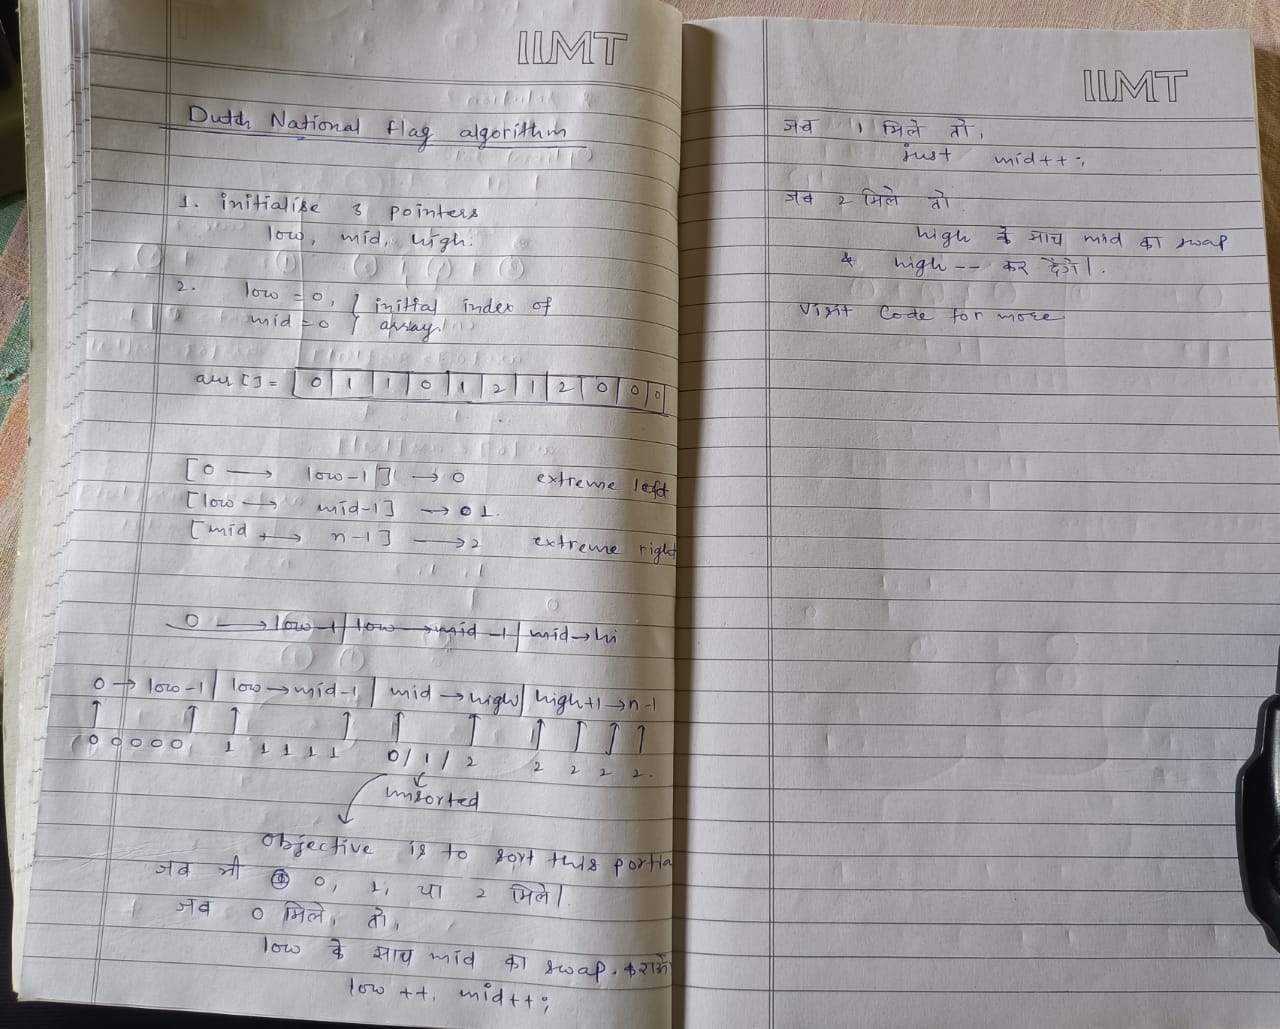 IIMT
Dutch National flag algorithm
1. initialise 3 pointers
low, mid, high.
2. low = 0, } initial index of
mid = 0 } array
arr [] = 0 1 1 0 1 2 1 2 0 0 0
[0 → low-1] → 0 extreme left
[low → mid-1] → 1.
[mid → n-1] → 2 extreme right
0 → low-1 | low → mid-1 | mid → hi
0 → low-1 | low → mid-1 | mid → high | high+1 → n-1
0 0 0 0 0 1 1 1 1 1 0/1/2 2 2 2 2.
unsorted
objective is to sort this
जब भी 0, 1, या 2 मिले।
जब 0 मिले, तो,
low के साथ mid का swap.
low ++, mid++;
IIMT
जब 1 मिले तो,
just mid++;
जब 2 मिले तो
high के साथ mid का swap
& high -- कर देंगे।
Visit Code for more